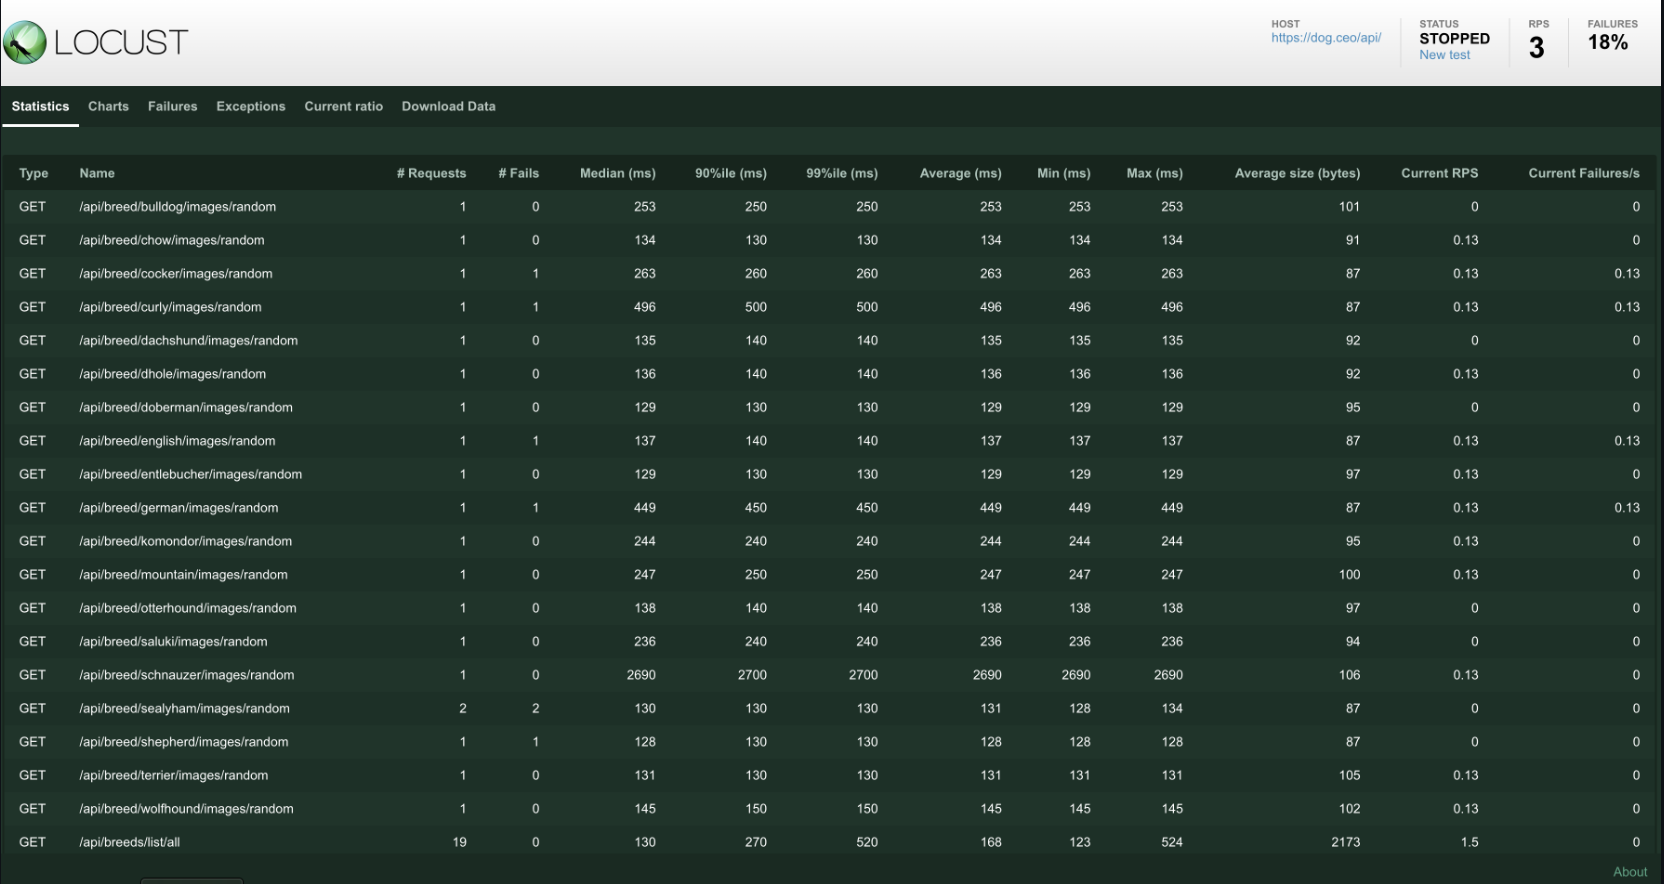 LOCUST
HOST
https://dog.ceo/api/
STATUS
STOPPED
New test
RPS
3
FAILURES
18%
Statistics Charts Failures Exceptions Current ratio Download Data
Type Name # Requests # Fails Median (ms) 90%ile (ms) 99%ile (ms) Average (ms) Min (ms) Max (ms) Average size (bytes) Current RPS Current Failures/s
GET /api/breed/bulldog/images/random 1 0 253 250 250 253 253 253 101 0 0
GET /api/breed/chow/images/random 1 0 134 130 130 134 134 134 91 0.13 0
GET /api/breed/cocker/images/random 1 1 263 260 260 263 263 263 87 0.13 0.13
GET /api/breed/curly/images/random 1 1 496 500 500 496 496 496 87 0.13 0.13
GET /api/breed/dachshund/images/random 1 0 135 140 140 135 135 135 92 0 0
GET /api/breed/dhole/images/random 1 0 136 140 140 136 136 136 92 0.13 0
GET /api/breed/doberman/images/random 1 0 129 130 130 129 129 129 95 0 0
GET /api/breed/english/images/random 1 1 137 140 140 137 137 137 87 0.13 0.13
GET /api/breed/entlebucher/images/random 1 0 129 130 130 129 129 129 97 0.13 0
GET /api/breed/german/images/random 1 1 449 450 450 449 449 449 87 0.13 0.13
GET /api/breed/komondor/images/random 1 0 244 240 240 244 244 244 95 0.13 0
GET /api/breed/mountain/images/random 1 0 247 250 250 247 247 247 100 0.13 0
GET /api/breed/otterhound/images/random 1 0 138 140 140 138 138 138 97 0 0
GET /api/breed/saluki/images/random 1 0 236 240 240 236 236 236 94 0 0
GET /api/breed/schnauzer/images/random 1 0 2690 2700 2700 2690 2690 2690 106 0.13 0
GET /api/breed/sealyham/images/random 2 2 130 130 130 131 128 134 87 0 0
GET /api/breed/shepherd/images/random 1 1 128 130 130 128 128 128 87 0 0
GET /api/breed/terrier/images/random 1 0 131 130 130 131 131 131 105 0.13 0
GET /api/breed/wolfhound/images/random 1 0 145 150 150 145 145 145 102 0.13 0
GET /api/breeds/list/all 19 0 130 270 520 168 123 524 2173 1.5 0
About